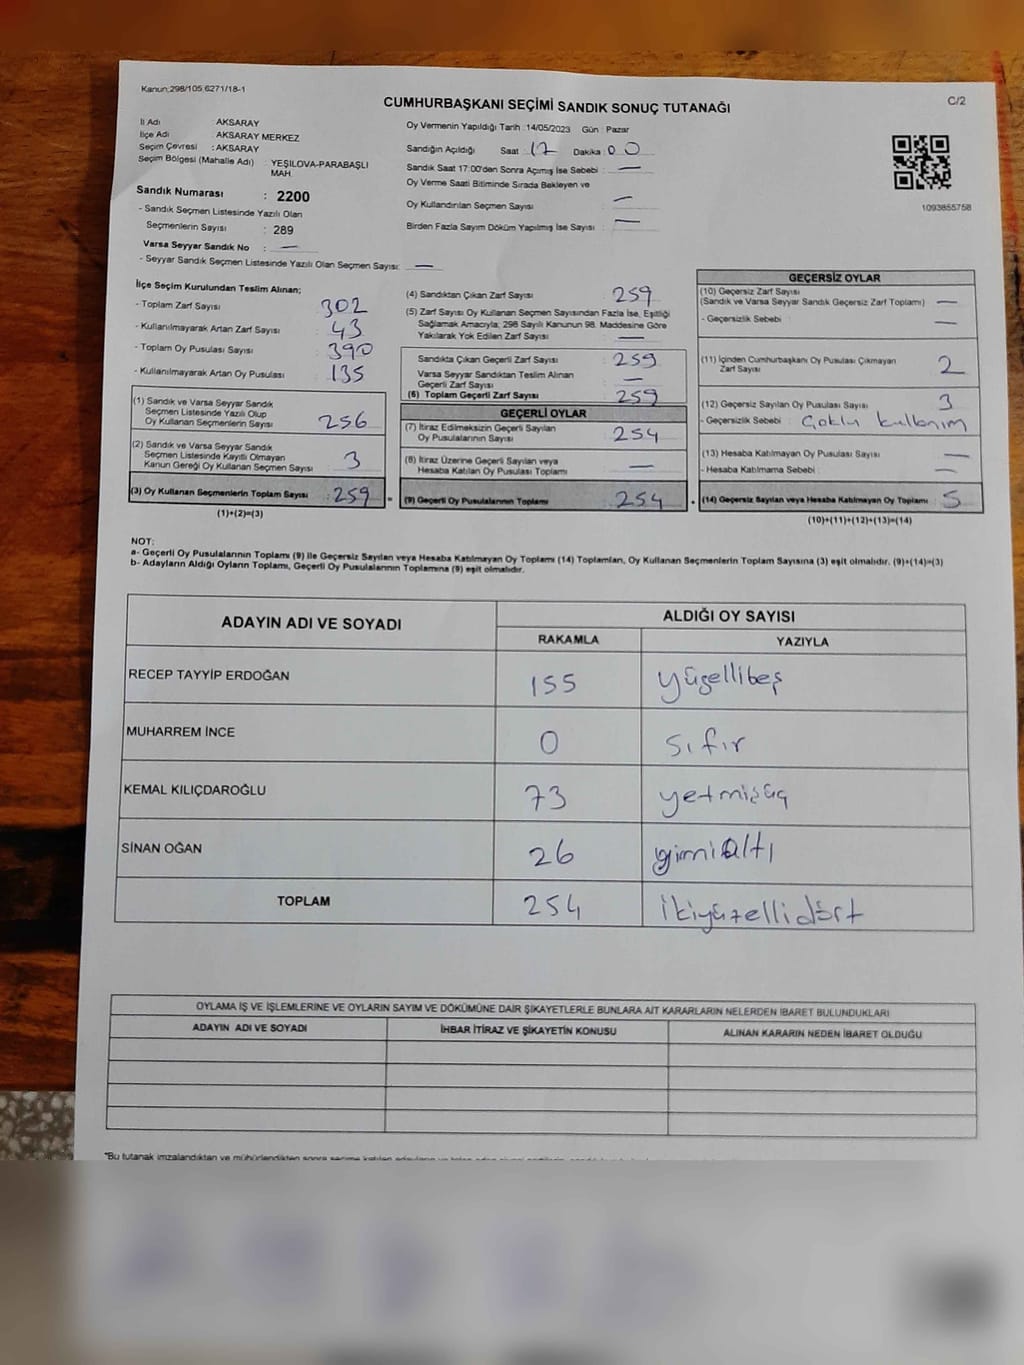 Kanun:298/105,6271/18-1
C/2
CUMHURBAŞKANI SEÇİMİ SANDIK SONUÇ TUTANAĞI
İl Adı : AKSARAY
İlçe Adı : AKSARAY MERKEZ
Seçim Çevresi : AKSARAY
Seçim Bölgesi (Mahalle Adı) : YEŞİLOVA-PARABAŞLI MAH.
Sandık Numarası : 2200
- Sandık Seçmen Listesinde Yazılı Olan
Seçmenlerin Sayısı : 289
Varsa Seyyar Sandık No : —
- Seyyar Sandık Seçmen Listesinde Yazılı Olan Seçmen Sayısı: —
Oy Vermenin Yapıldığı Tarih :14/05/2023 Gün : Pazar
Sandığın Açıldığı Saat : 17 Dakika : 00
Sandık Saat 17:00'den Sonra Açımış İse Sebebi : —
Oy Verme Saati Bitiminde Sırada Bekleyen ve
Oy Kullandırılan Seçmen Sayısı : —
Birden Fazla Sayım Döküm Yapılmış İse Sayısı : —
1093855758
İlçe Seçim Kurulundan Teslim Alınan;
- Toplam Zarf Sayısı : 302
- Kullanılmayarak Artan Zarf Sayısı : 43
- Toplam Oy Pusulası Sayısı : 390
- Kullanılmayarak Artan Oy Pusulası : 135
(1) Sandık ve Varsa Seyyar Sandık
Seçmen Listesinde Yazılı Olup
Oy Kullanan Seçmenlerin Sayısı : 256
(2) Sandık ve Varsa Seyyar Sandık
Seçmen Listesinde Kayıtlı Olmayan
Kanun Gereği Oy Kullanan Seçmen Sayısı : 3
(3) Oy Kullanan Seçmenlerin Toplam Sayısı : 259
(1)+(2)=(3)
(4) Sandıktan Çıkan Zarf Sayısı : 259
(5) Zarf Sayısı Oy Kullanan Seçmen Sayısından Fazla İse, Eşitliği
Sağlamak Amacıyla; 298 Sayılı Kanunun 98. Maddesine Göre
Yakılarak Yok Edilen Zarf Sayısı : —
Sandıkta Çıkan Geçerli Zarf Sayısı : 259
Varsa Seyyar Sandıktan Teslim Alınan
Geçerli Zarf Sayısı : —
(6) Toplam Geçerli Zarf Sayısı : 259
GEÇERLİ OYLAR
(7) İtiraz Edilmeksizin Geçerli Sayılan
Oy Pusulalarının Sayısı : 254
(8) İtiraz Üzerine Geçerli Sayılan veya
Hesaba Katılan Oy Pusulası Toplamı : —
(9) Geçerli Oy Pusulalarının Toplamı : 254
GEÇERSİZ OYLAR
(10) Geçersiz Zarf Sayısı
(Sandık ve Varsa Seyyar Sandık Geçersiz Zarf Toplamı) : —
- Geçersizlik Sebebi : —
(11) İçinden Cumhurbaşkanı Oy Pusulası Çıkmayan
Zarf Sayısı : 2
(12) Geçersiz Sayılan Oy Pusulası Sayısı : 3
- Geçersizlik Sebebi : Çoklu kullanım
(13) Hesaba Katılmayan Oy Pusulası Sayısı : —
- Hesaba Katılmama Sebebi : —
(14) Geçersiz Sayılan veya Hesaba Katılmayan Oy Toplamı : 5
(10)+(11)+(12)+(13)=(14)
NOT:
a- Geçerli Oy Pusulalarının Toplamı (9) ile Geçersiz Sayılan veya Hesaba Katılmayan Oy Toplamı (14) Toplamları, Oy Kullanan Seçmenlerin Toplam Sayısına (3) eşit olmalıdır. (9)+(14)=(3)
b- Adayların Aldığı Oyların Toplamı, Geçerli Oy Pusulalarının Toplamına (9) eşit olmalıdır.
ADAYIN ADI VE SOYADI
ALDIĞI OY SAYISI
RAKAMLA YAZIYLA
RECEP TAYYİP ERDOĞAN 155 yüzellibeş
MUHARREM İNCE 0 sıfır
KEMAL KILIÇDAROĞLU 73 yetmişüç
SİNAN OĞAN 26 yirmialtı
TOPLAM 254 ikiyüzellidört
OYLAMA İŞ VE İŞLEMLERİNE VE OYLARIN SAYIM VE DÖKÜMÜNE DAİR ŞİKAYETLERLE BUNLARA AİT KARARLARIN NELERDEN İBARET BULUNDUKLARI
ADAYIN ADI VE SOYADI İHBAR İTİRAZ VE ŞİKAYETİN KONUSU ALINAN KARARIN NEDEN İBARET OLDUĞU
*Bu tutanak imzalandıktan ve mühürlendikten sonra seçime katılan